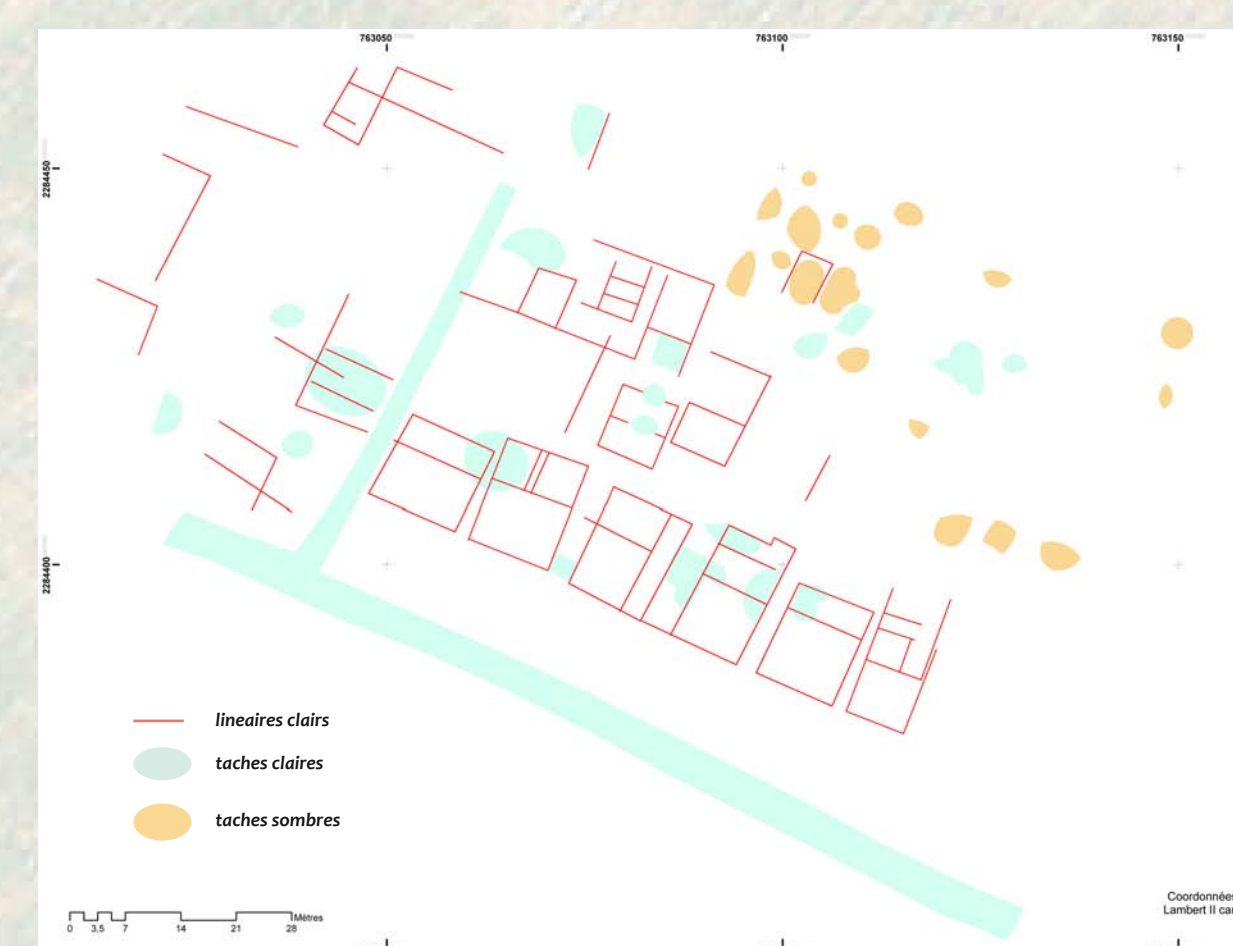 763050
763100
763150
2284450
2284400
lineaires clairs
taches claires
taches sombres
Mètres
0 3,5 7 14 21 28
Coordonnées
Lambert II